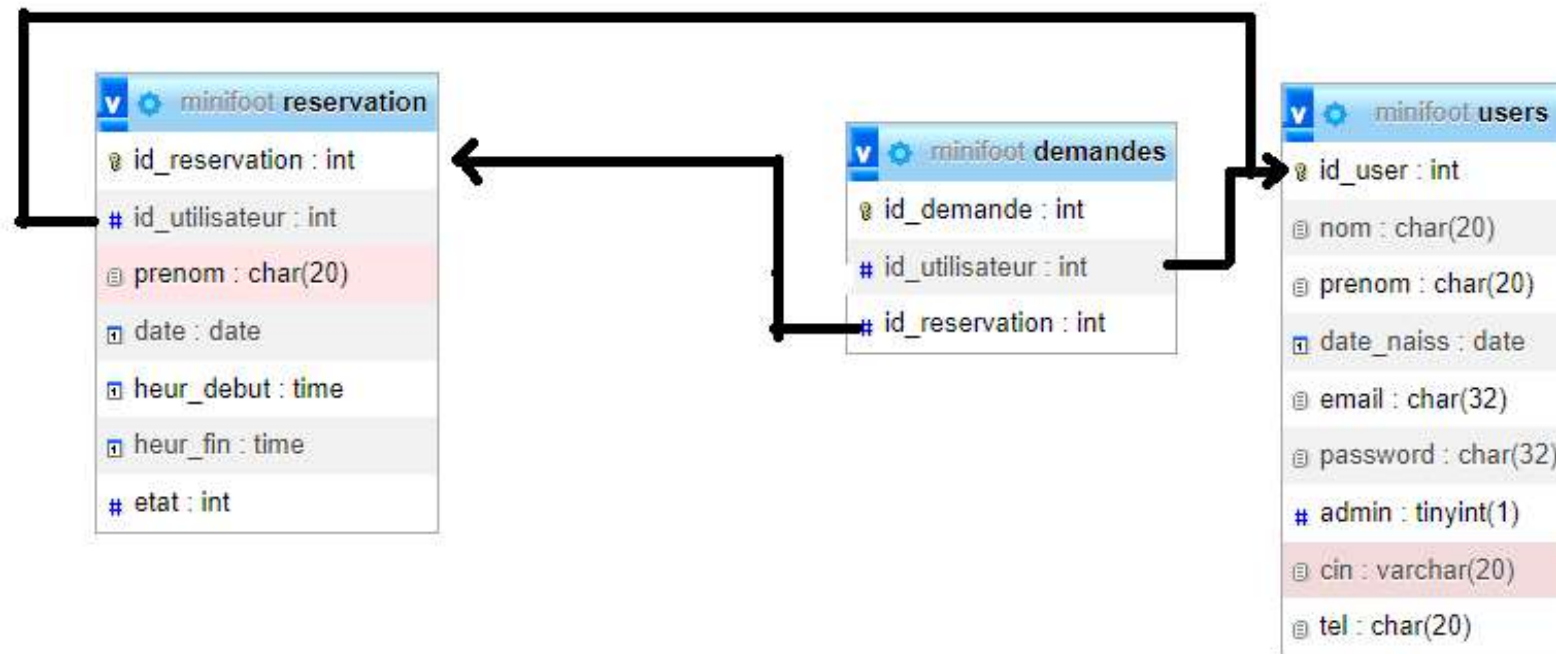 minifoot reservation
id_reservation : int
# id_utilisateur : int
prenom : char(20)
date : date
heur_debut : time
heur_fin : time
# etat : int
minifoot demandes
id_demande : int
# id_utilisateur : int
# id_reservation : int
minifoot users
id_user : int
nom : char(20)
prenom : char(20)
date_naiss : date
email : char(32)
password : char(32)
# admin : tinyint(1)
cin : varchar(20)
tel : char(20)